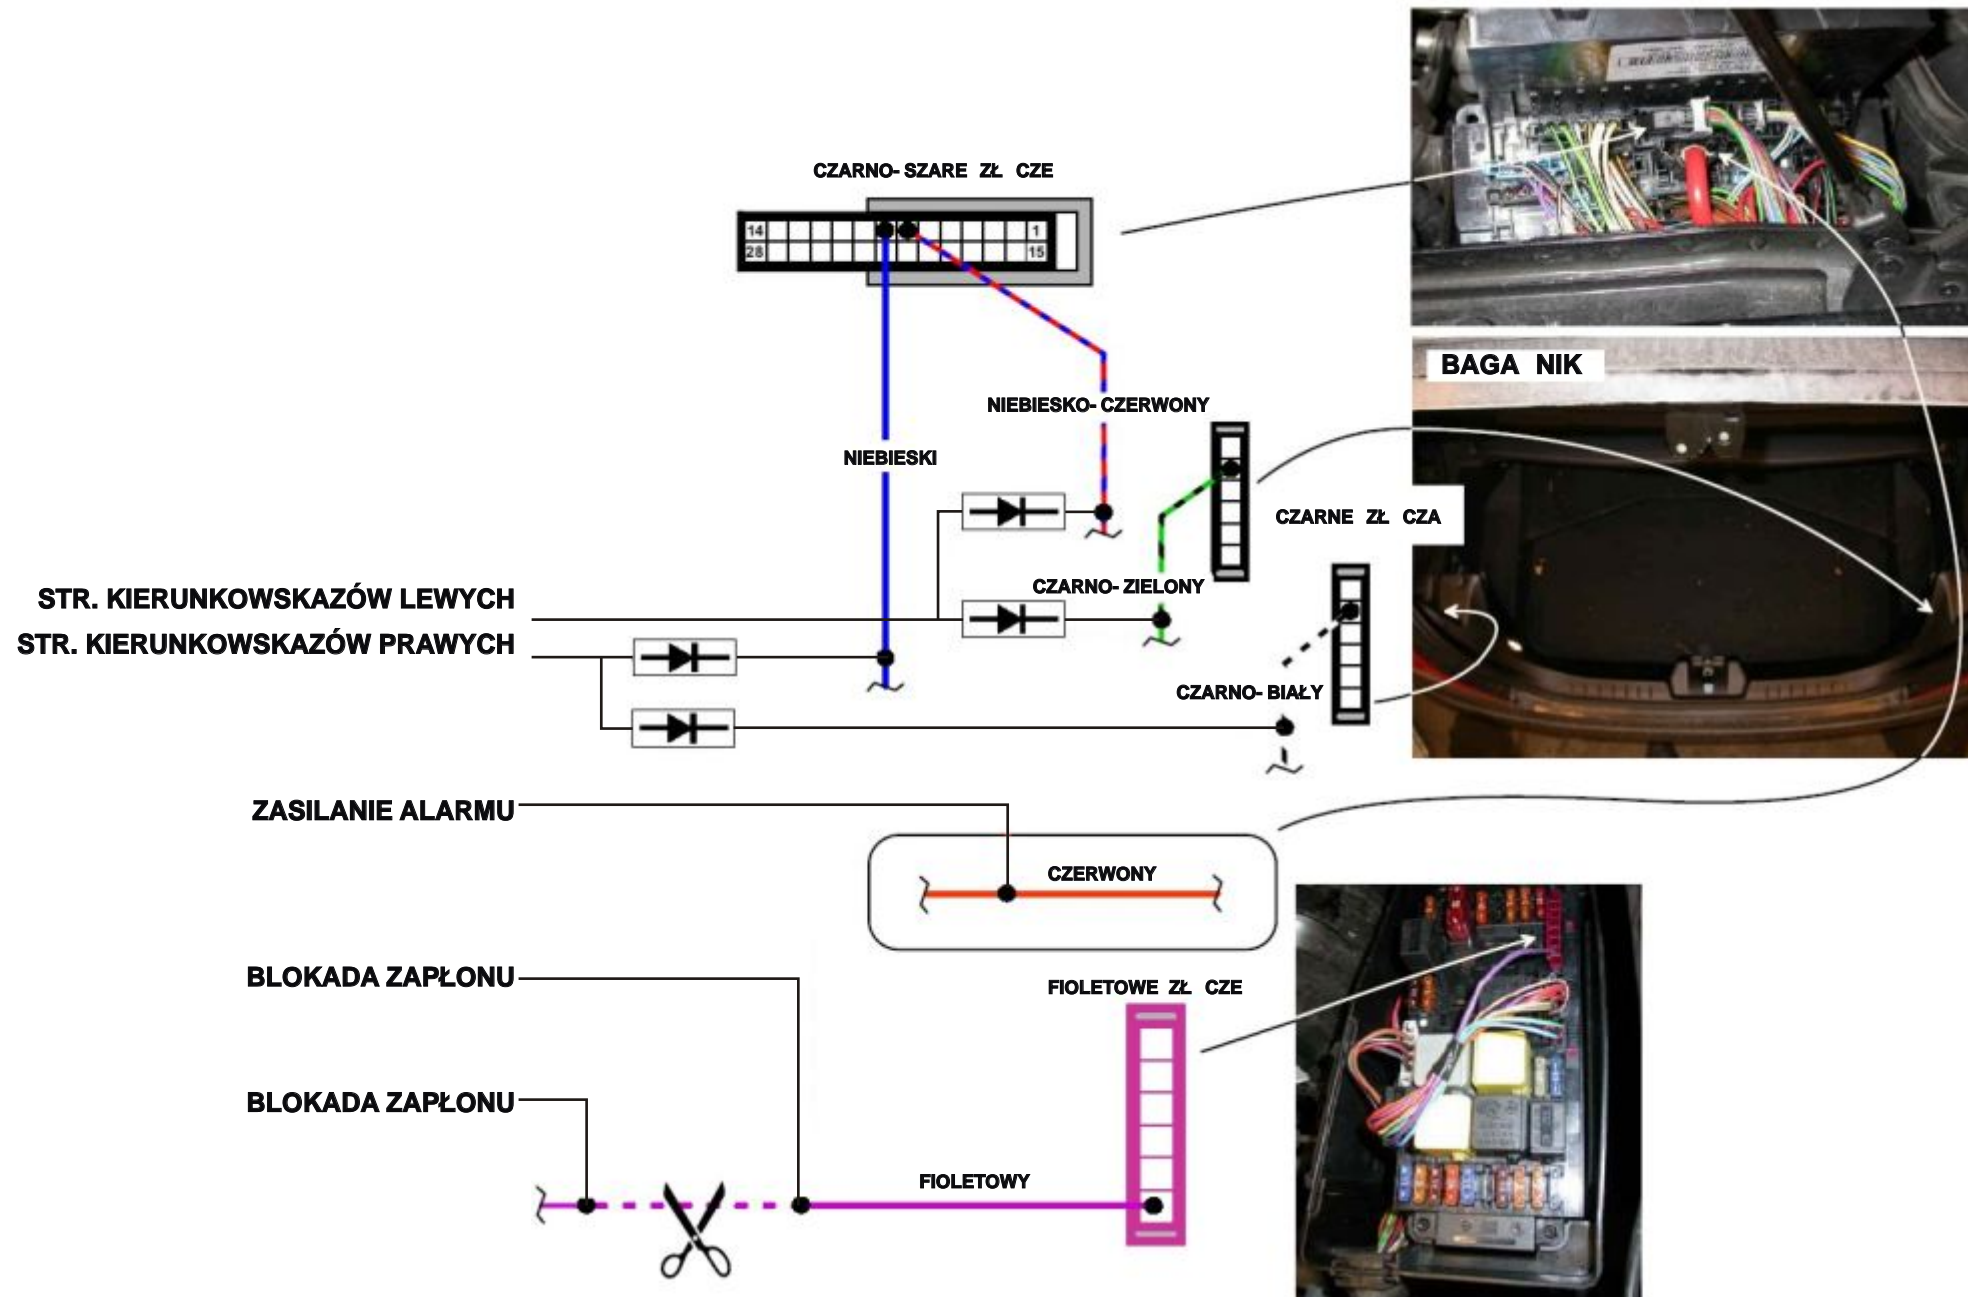 CZARNO- SZARE ZŁ CZE
14
1
28
15
BAGA NIK
NIEBIESKO- CZERWONY
NIEBIESKI
CZARNE ZŁ CZA
CZARNO- ZIELONY
STR. KIERUNKOWSKAZÓW LEWYCH
STR. KIERUNKOWSKAZÓW PRAWYCH
CZARNO- BIAŁY
ZASILANIE ALARMU
CZERWONY
BLOKADA ZAPŁONU
FIOLETOWE ZŁ CZE
BLOKADA ZAPŁONU
FIOLETOWY